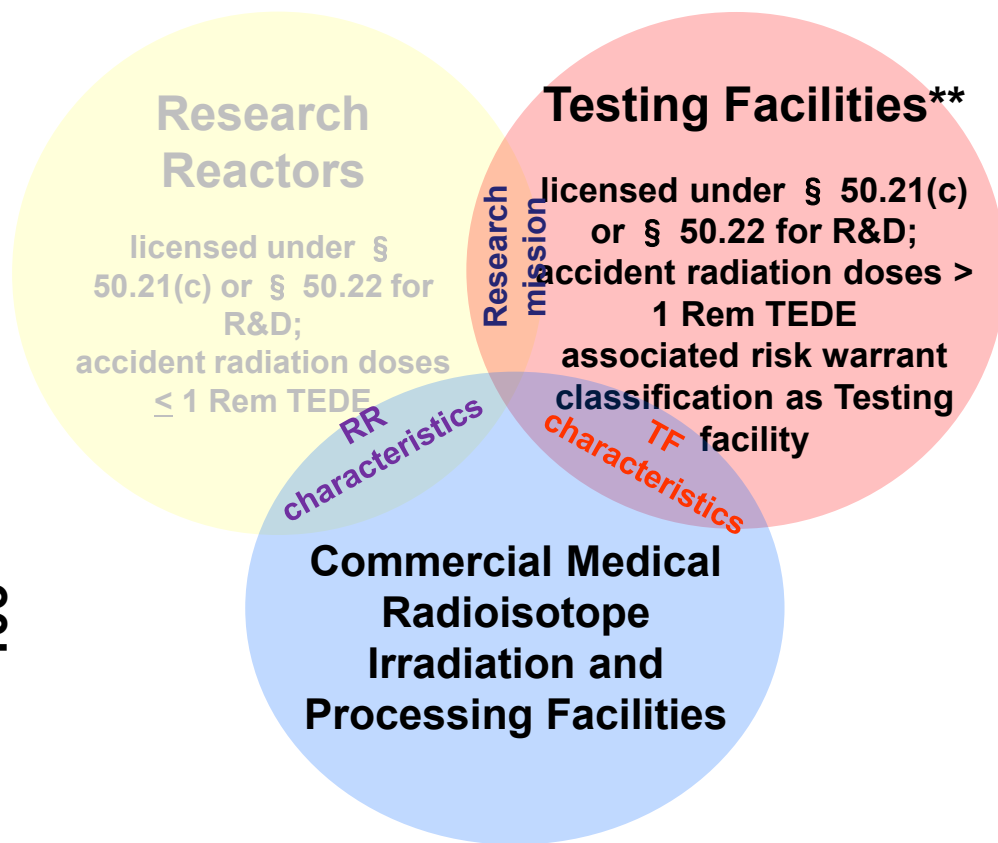 Research
Reactors
licensed under §
50.21(c) or § 50.22 for
R&D;
accident radiation doses
< 1 Rem TEDE
Testing Facilities**
licensed under § 50.21(c)
or § 50.22 for R&D;
accident radiation doses >
1 Rem TEDE
associated risk warrant
classification as Testing
facility
Research
mission
RR
characteristics
TF
characteristics
Commercial Medical
Radioisotope
Irradiation and
Processing Facilities